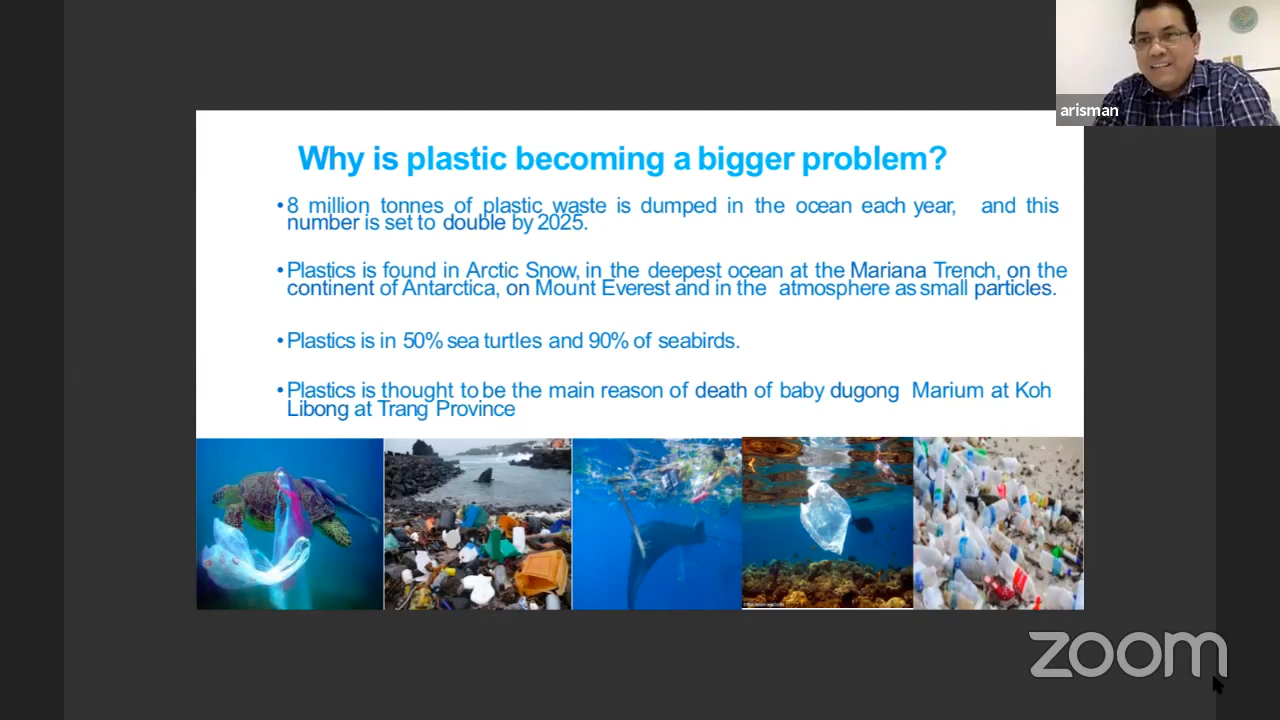 arisman
Why is plastic becoming a bigger problem?
•8 million tonnes of plastic waste is dumped in the ocean each year, and this
number is set to double by 2025.
•Plastics is found in Arctic Snow, in the deepest ocean at the Mariana Trench, on the
continent of Antarctica, on Mount Everest and in the atmosphere as small particles.
•Plastics is in 50% sea turtles and 90% of seabirds.
•Plastics is thought to be the main reason of death of baby dugong Marium at Koh
Libong at Trang Province
zoom